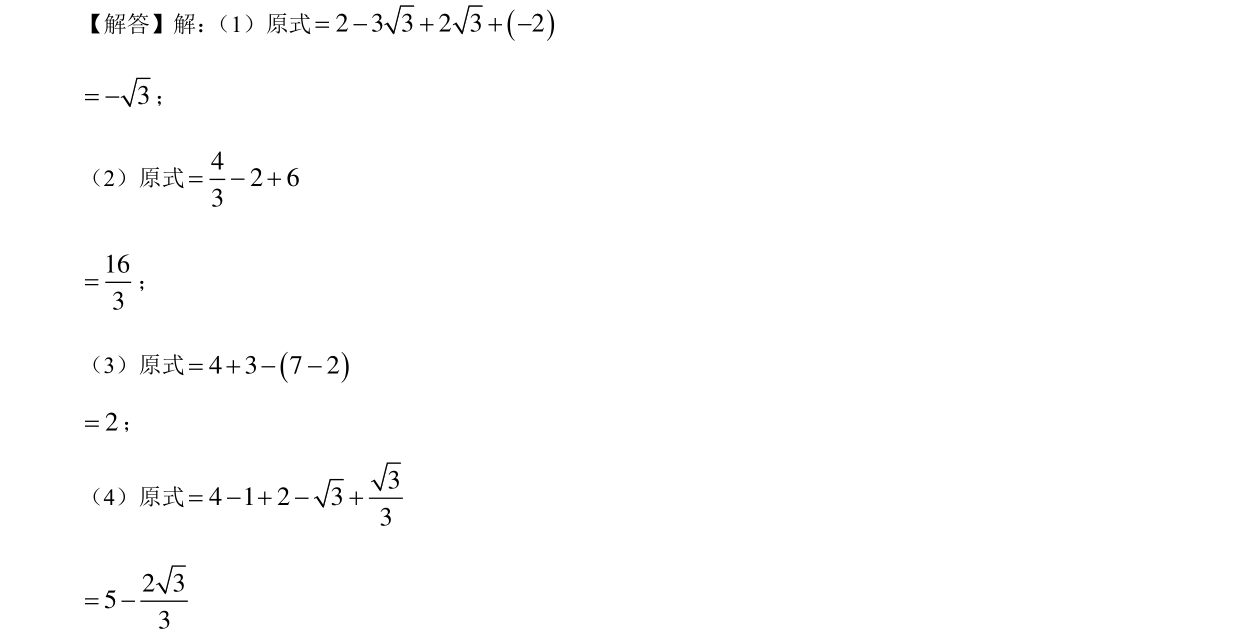 【解答】解：（1）原式=2−3√3+2√3+(−2)
=−√3；
（2）原式=4/3−2+6
=16/3；
（3）原式=4+3−(7−2)
=2；
（4）原式=4−1+2−√3+√3/3
=5−2√3/3